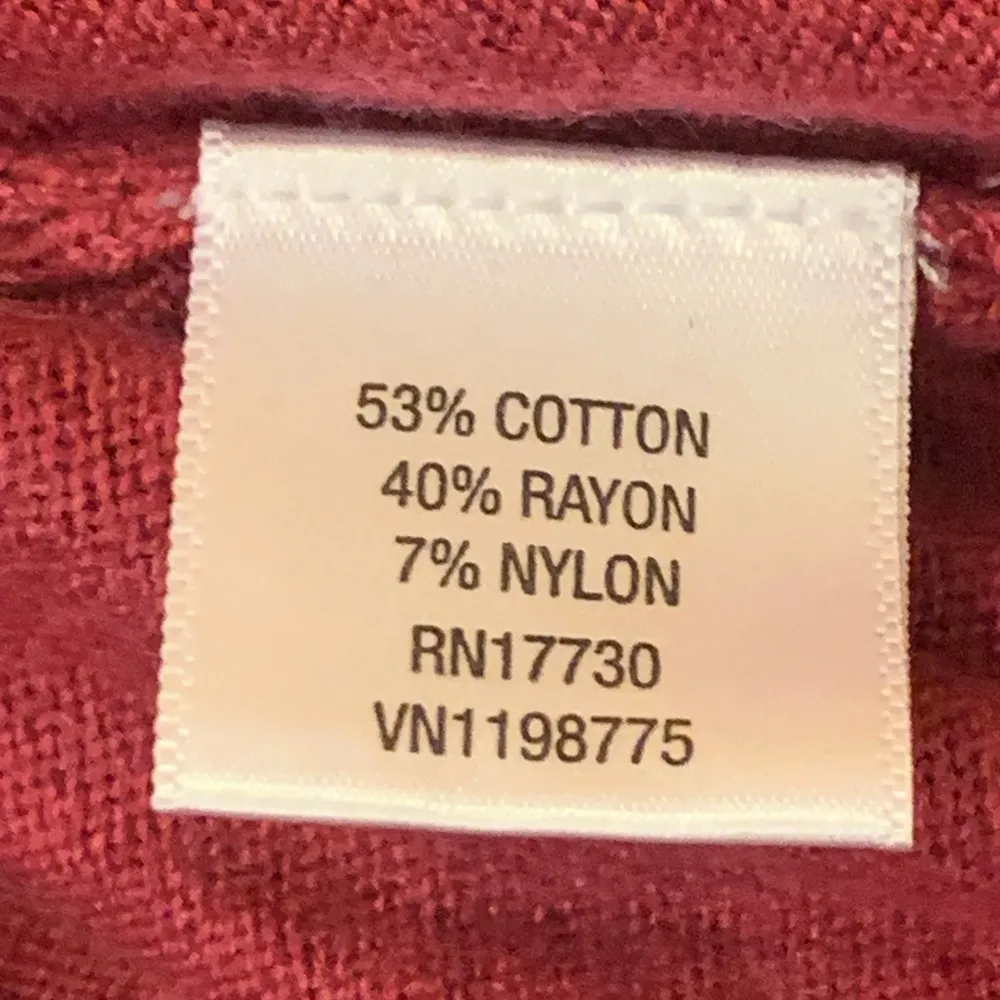 53% COTTON
40% RAYON
7% NYLON
RN17730
VN1198775